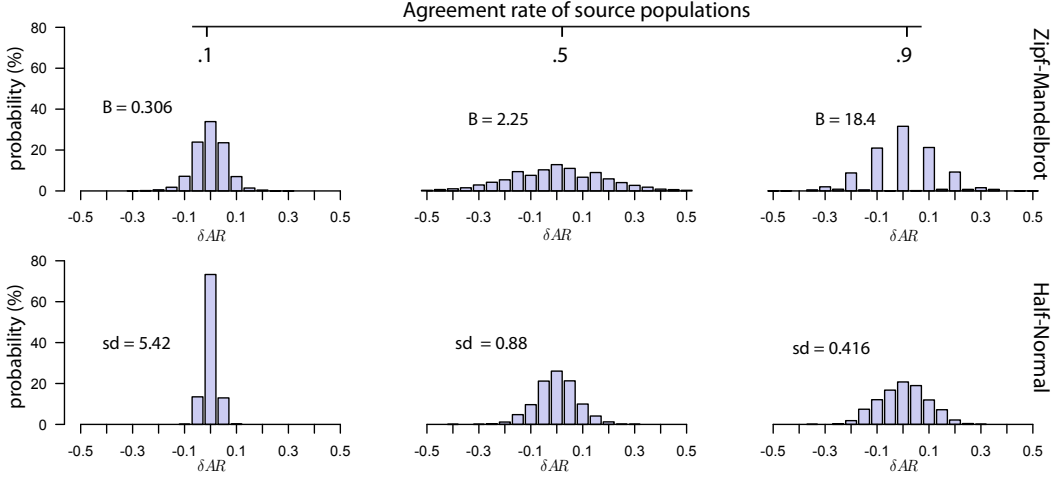 Agreement rate of source populations
.1 .5 .9
Zipf-Mandelbrot
probability (%)
80
60
40
20
0
B = 0.306
B = 2.25
B = 18.4
-0.5 -0.3 -0.1 0.1 0.3 0.5
-0.5 -0.3 -0.1 0.1 0.3 0.5
-0.5 -0.3 -0.1 0.1 0.3 0.5
δAR
δAR
δAR
Half-Normal
probability (%)
80
60
40
20
0
sd = 5.42
sd = 0.88
sd = 0.416
-0.5 -0.3 -0.1 0.1 0.3 0.5
-0.5 -0.3 -0.1 0.1 0.3 0.5
-0.5 -0.3 -0.1 0.1 0.3 0.5
δAR
δAR
δAR